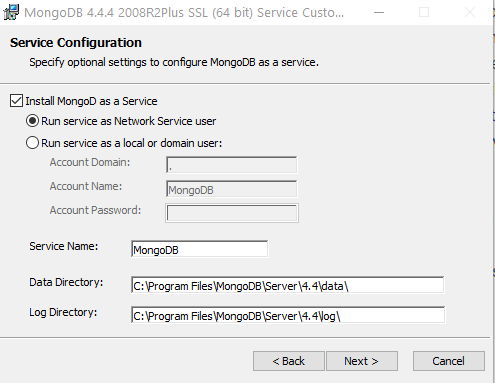 MongoDB 4.4.4 2008R2Plus SSL (64 bit) Service Custo...
Service Configuration
Specify optional settings to configure MongoDB as a service.
Install MongoD as a Service
Run service as Network Service user
Run service as a local or domain user:
Account Domain: .
Account Name: MongoDB
Account Password:
Service Name: MongoDB
Data Directory: C:\Program Files\MongoDB\Server\4.4\data\
Log Directory: C:\Program Files\MongoDB\Server\4.4\log\
< Back Next > Cancel